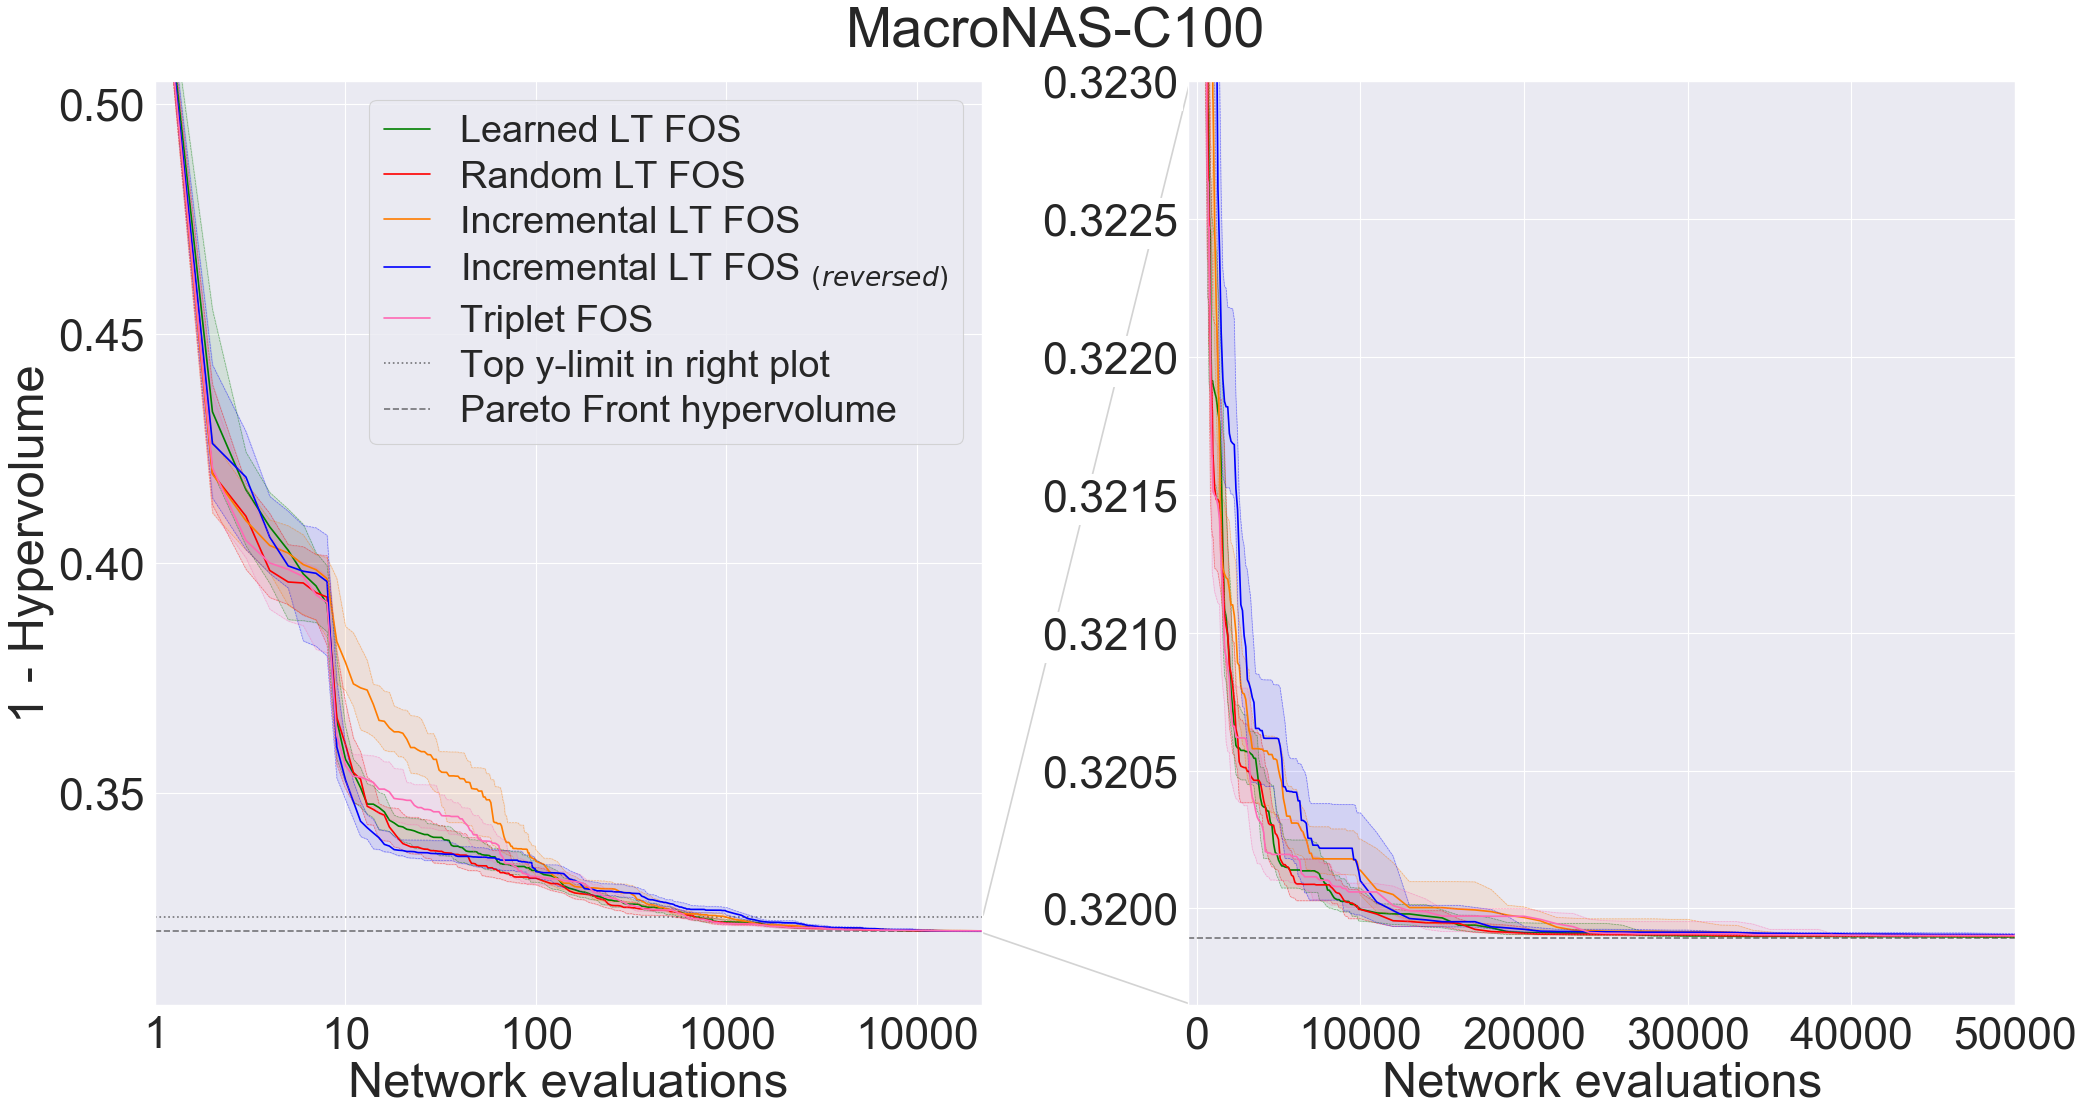 MacroNAS-C100
1 - Hypervolume
0.50
0.45
0.40
0.35
Learned LT FOS
Random LT FOS
Incremental LT FOS
Incremental LT FOS (reversed)
Triplet FOS
Top y-limit in right plot
Pareto Front hypervolume
1 10 100 1000 10000
Network evaluations
0.3230
0.3225
0.3220
0.3215
0.3210
0.3205
0.3200
0 10000 20000 30000 40000 50000
Network evaluations